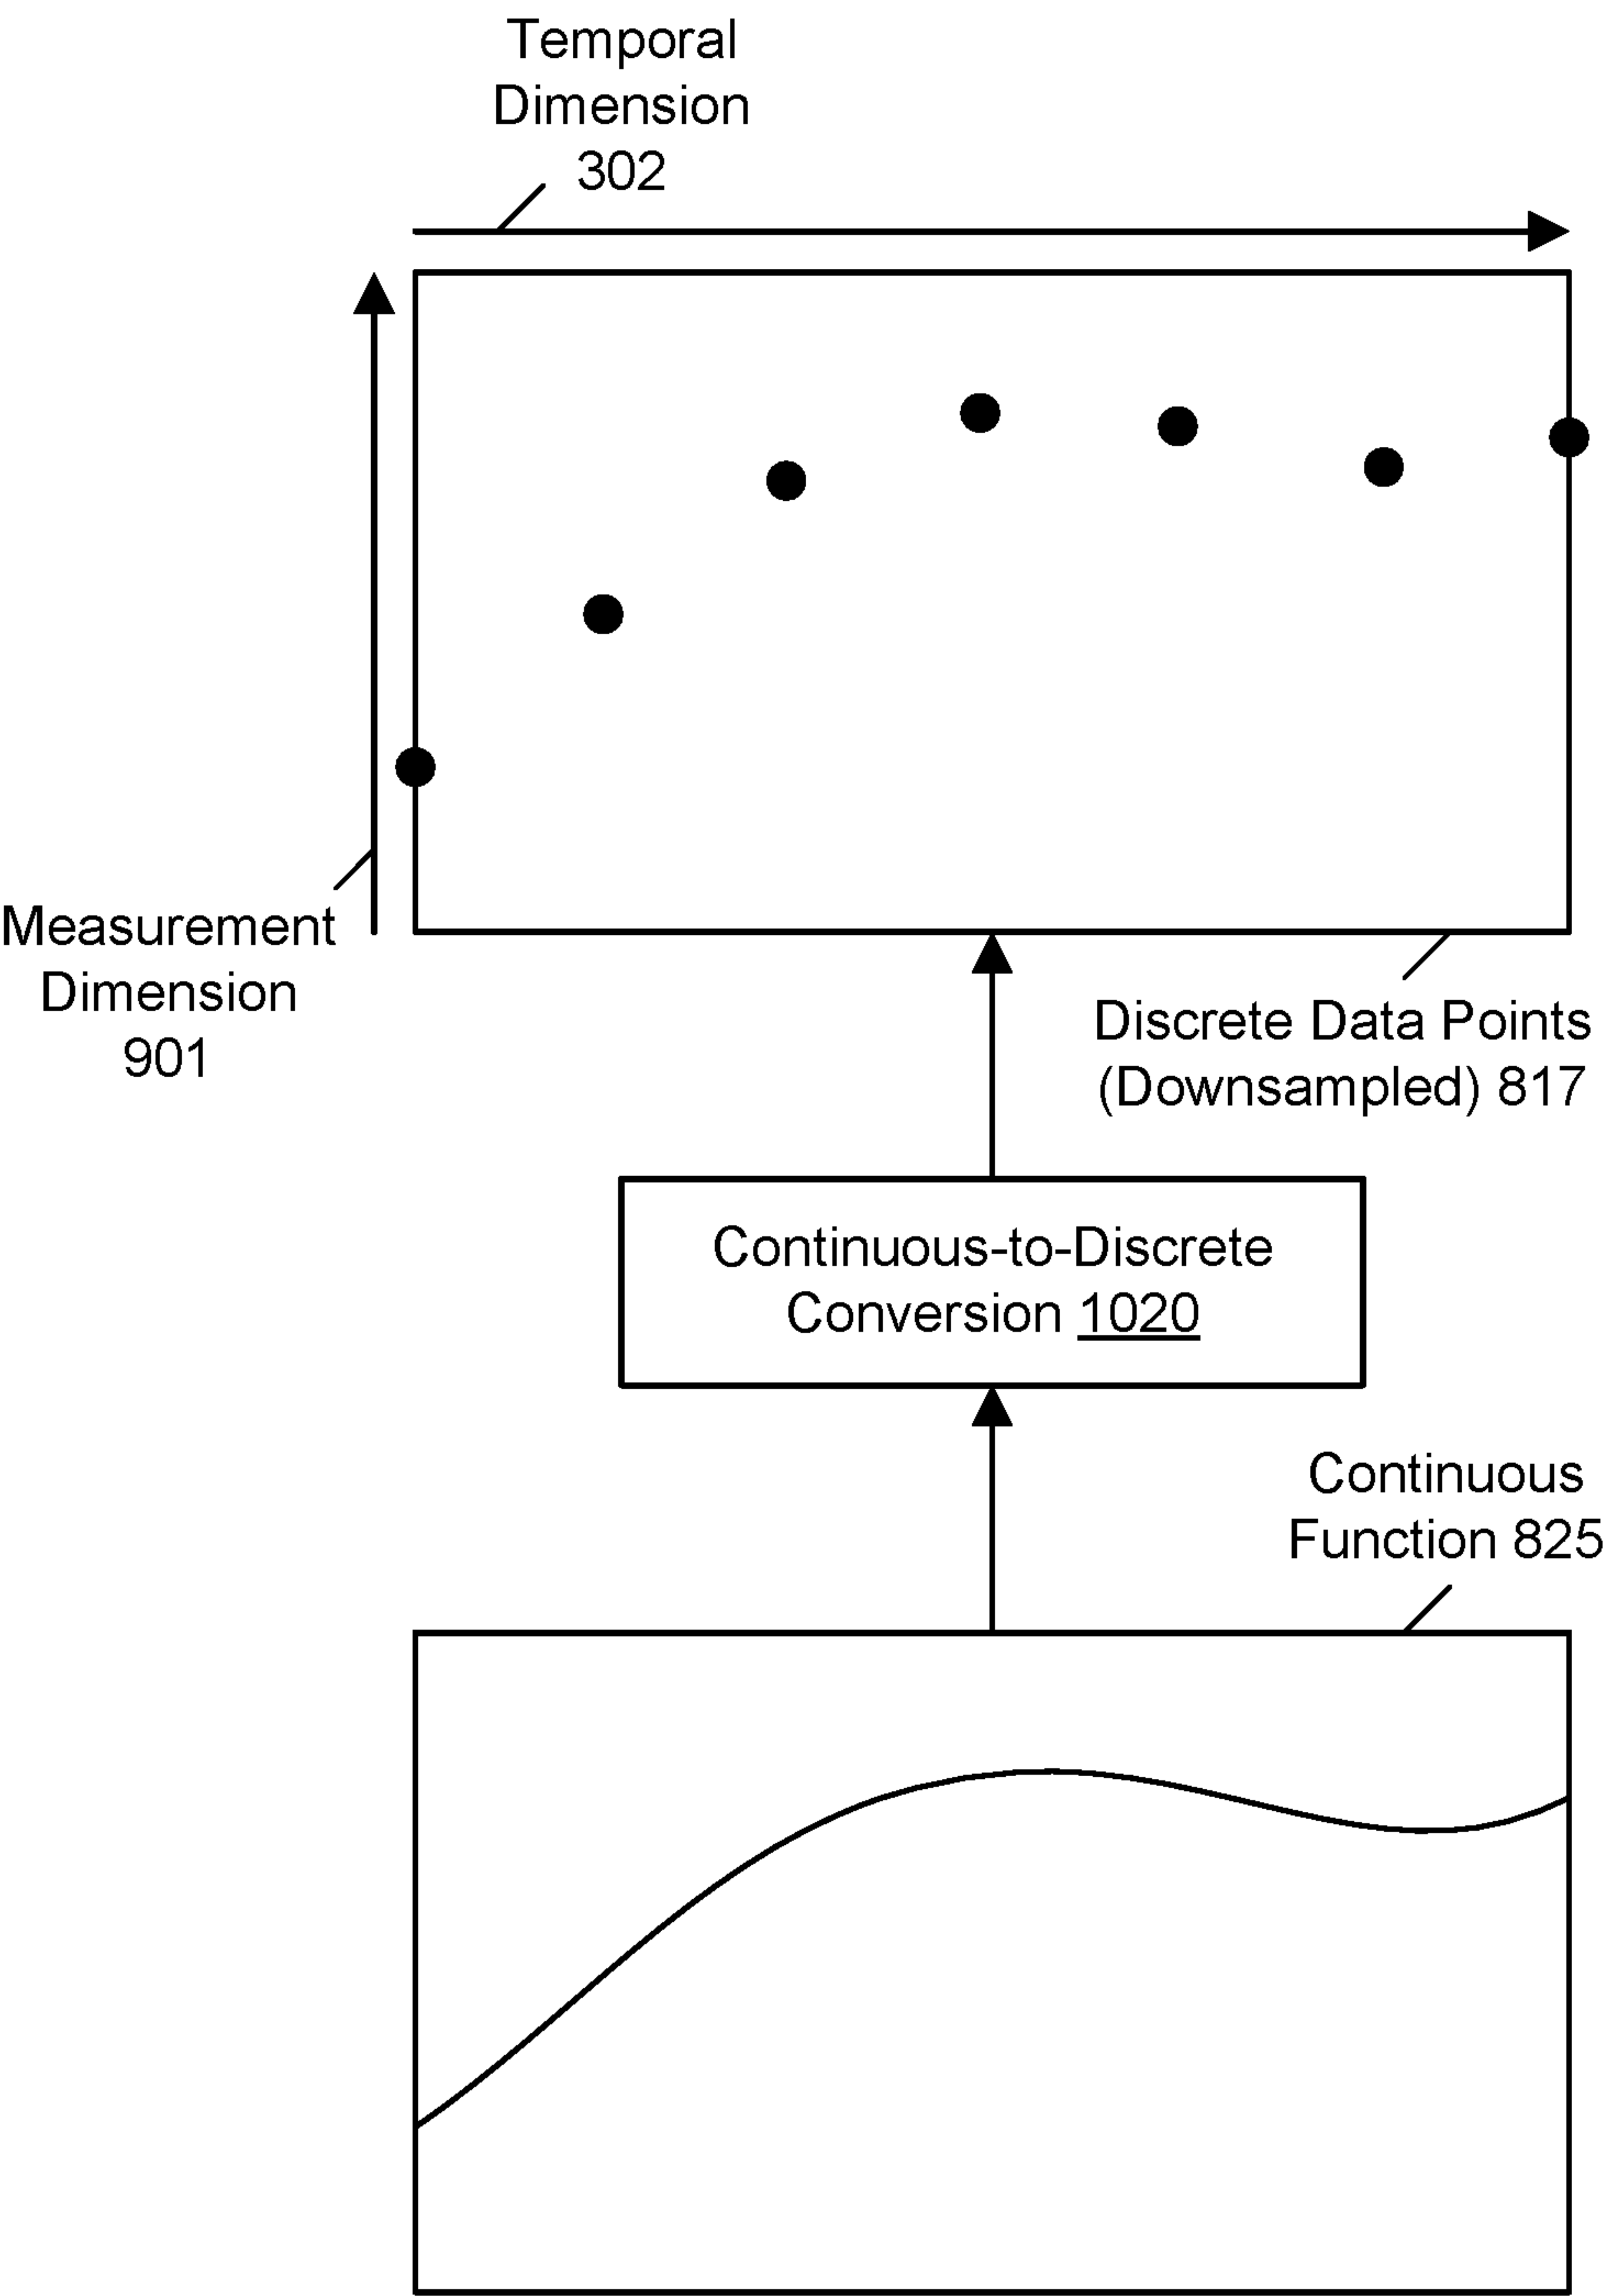 Temporal
Dimension
302
Measurement
Dimension
901
Discrete Data Points
(Downsampled) 817
Continuous-to-Discrete
Conversion 1020
Continuous
Function 825